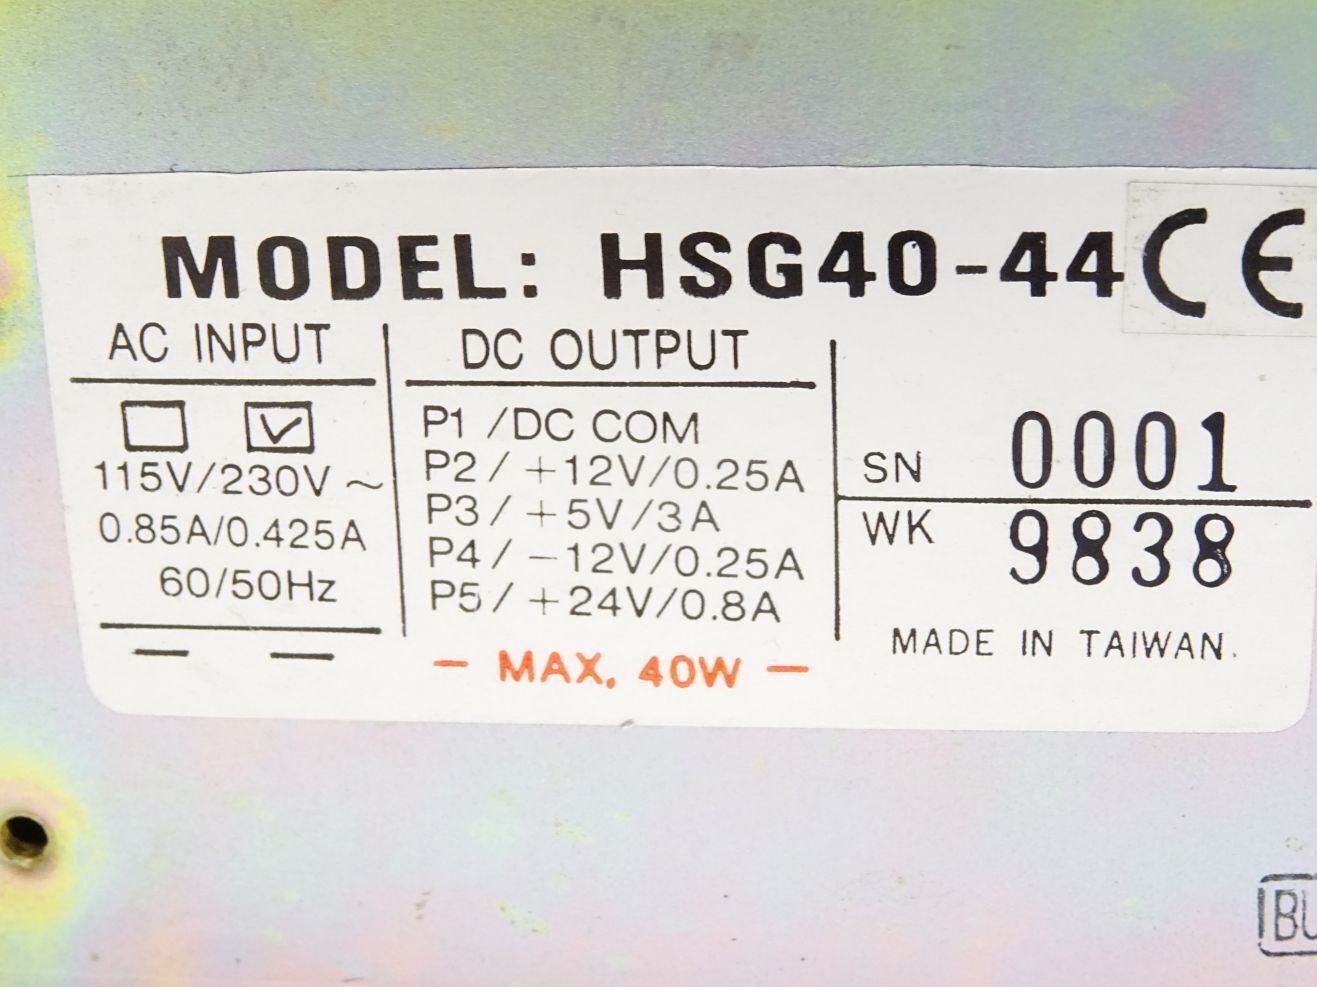 MODEL: HSG40-44 CE
AC INPUT
115V/230V ~
0.85A/0.425A
60/50Hz
DC OUTPUT
P1 /DC COM
P2/ +12V/0.25A
P3/ +5V/3A
P4/ -12V/0.25A
P5/ +24V/0.8A
- MAX. 40W -
SN 0001
WK 9838
MADE IN TAIWAN.